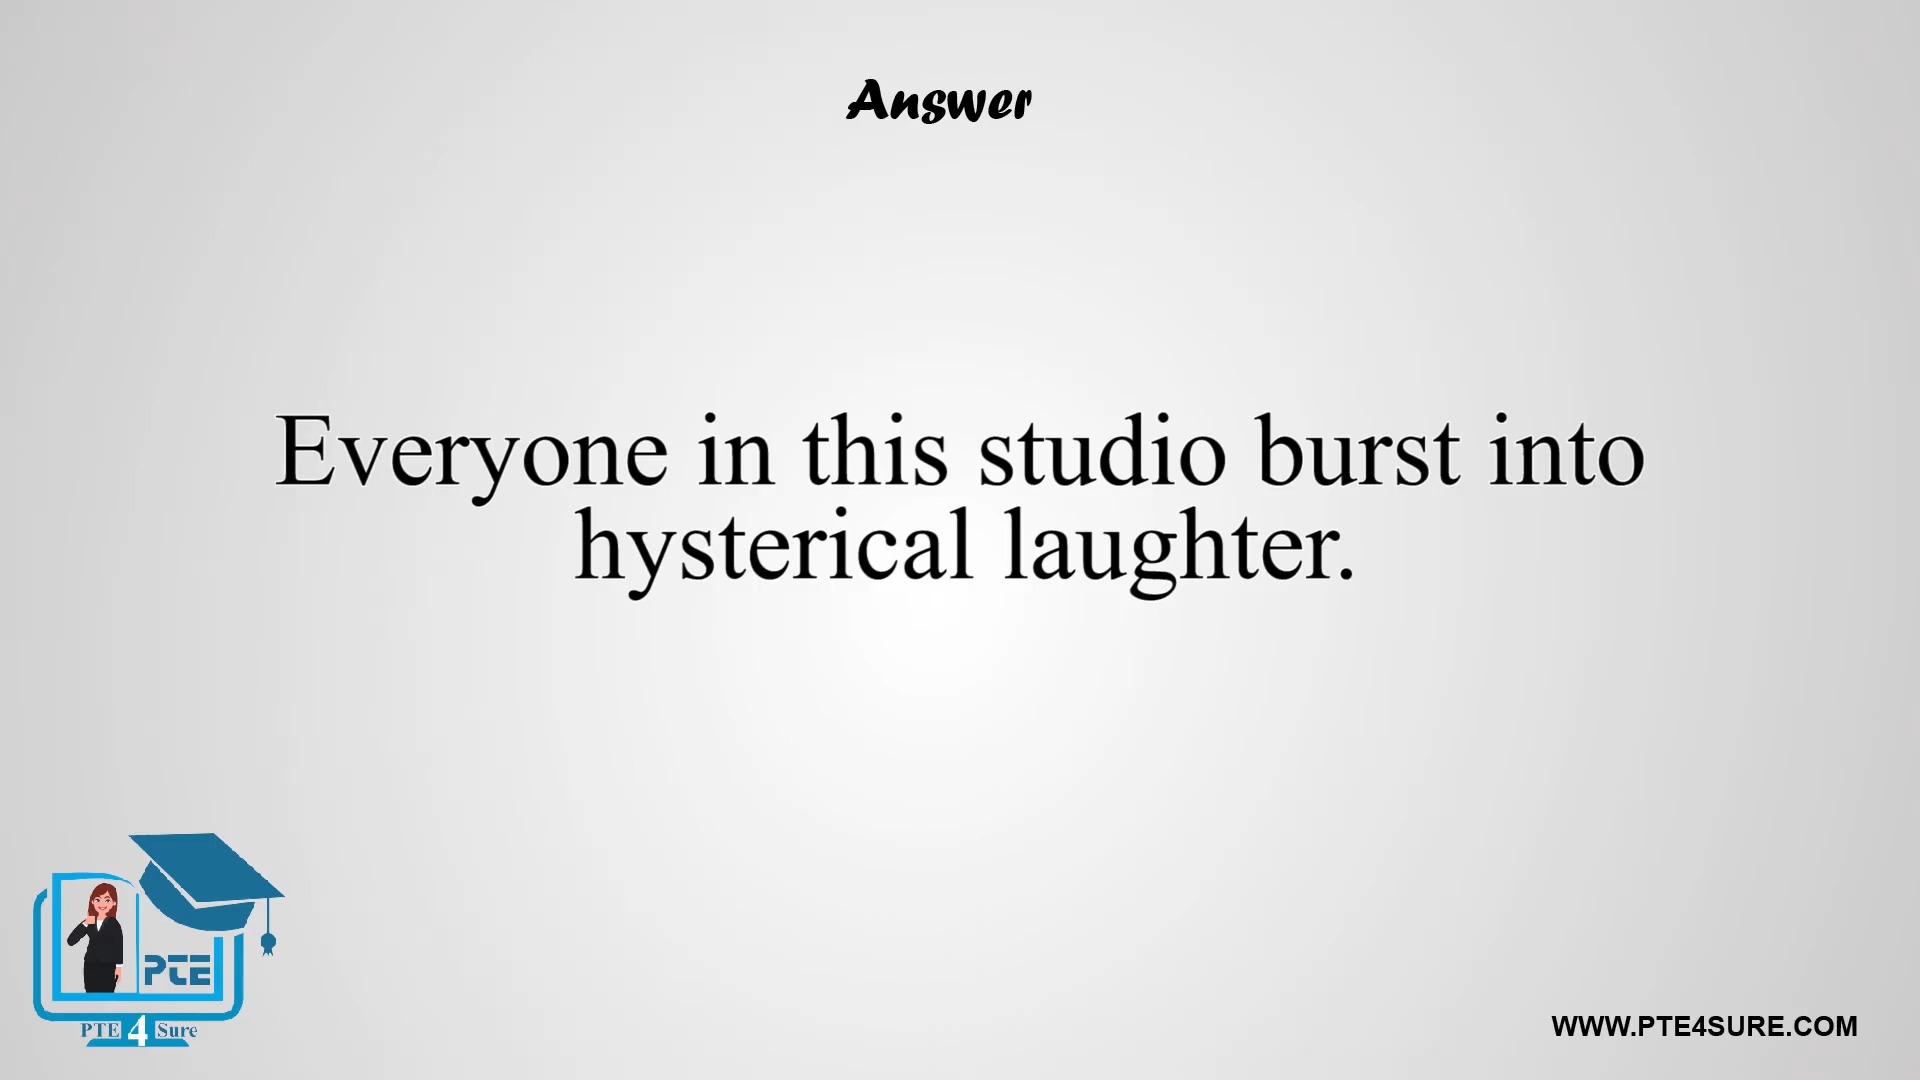 Answer
Everyone in this studio burst into
hysterical laughter.
PTE
PTE 4 Sure
WWW.PTE4SURE.COM